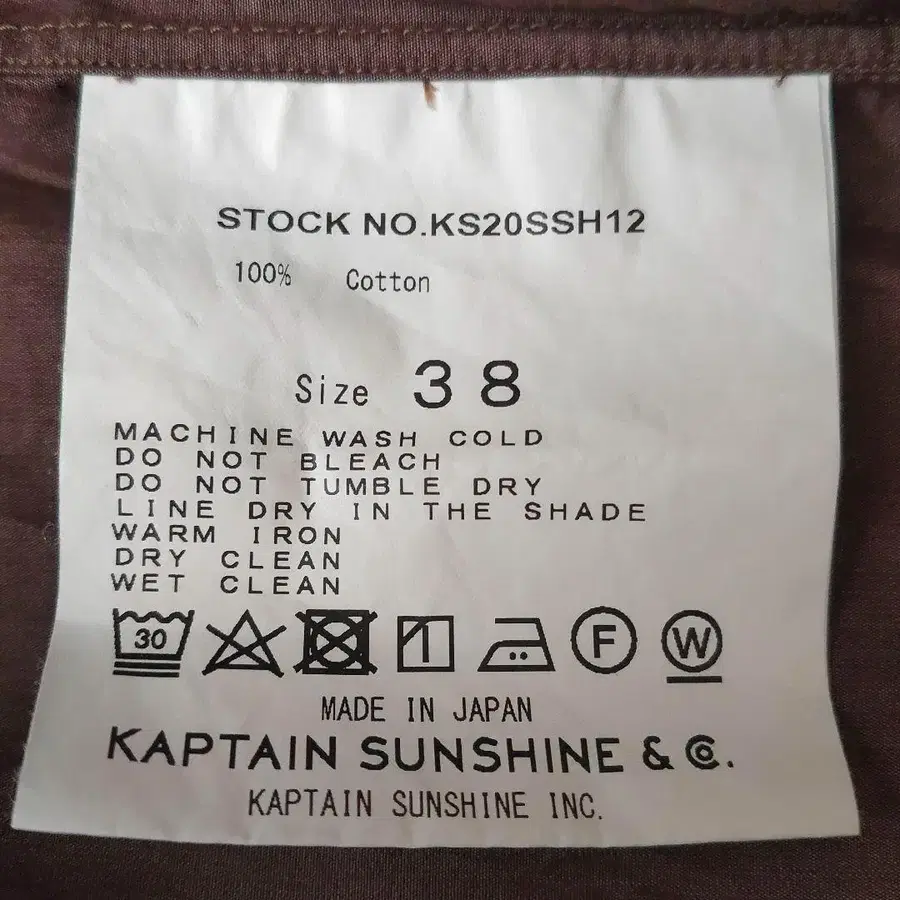 STOCK NO.KS20SSH12
100% Cotton
Size 38
MACHINE WASH COLD
DO NOT BLEACH
DO NOT TUMBLE DRY
LINE DRY IN THE SHADE
WARM IRON
DRY CLEAN
WET CLEAN
30 F W
MADE IN JAPAN
KAPTAIN SUNSHINE & Co.
KAPTAIN SUNSHINE INC.